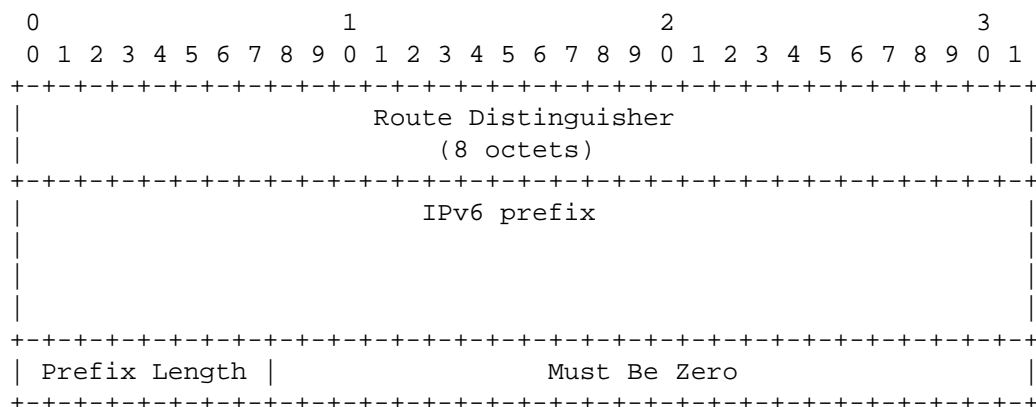 0                   1                   2                   3
 0 1 2 3 4 5 6 7 8 9 0 1 2 3 4 5 6 7 8 9 0 1 2 3 4 5 6 7 8 9 0 1
+-+-+-+-+-+-+-+-+-+-+-+-+-+-+-+-+-+-+-+-+-+-+-+-+-+-+-+-+-+-+-+-+
|                      Route Distinguisher                      |
|                          (8 octets)                           |
+-+-+-+-+-+-+-+-+-+-+-+-+-+-+-+-+-+-+-+-+-+-+-+-+-+-+-+-+-+-+-+-+
|                         IPv6 prefix                           |
|                                                               |
|                                                               |
|                                                               |
+-+-+-+-+-+-+-+-+-+-+-+-+-+-+-+-+-+-+-+-+-+-+-+-+-+-+-+-+-+-+-+-+
| Prefix Length |                 Must Be Zero                  |
+-+-+-+-+-+-+-+-+-+-+-+-+-+-+-+-+-+-+-+-+-+-+-+-+-+-+-+-+-+-+-+-+